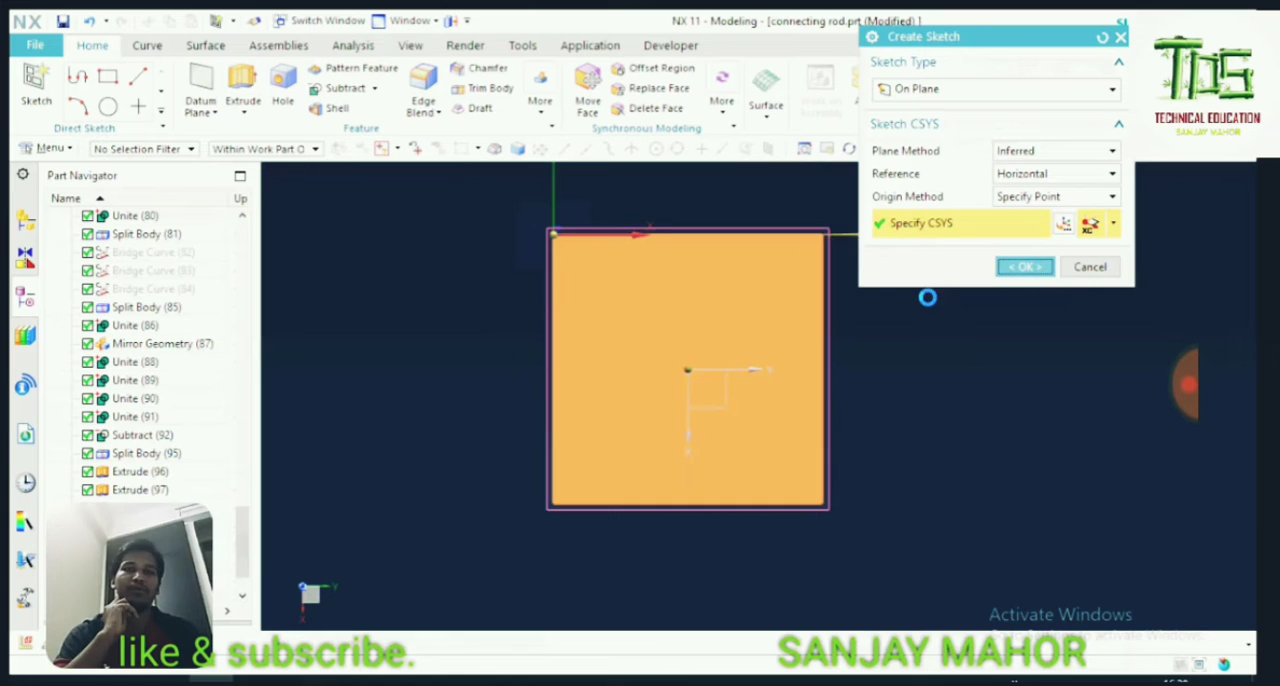 NX
Switch Window
Window
NX 11 - Modeling - [connecting rod.prt (Modified) ]
File
Home
Curve
Surface
Assemblies
Analysis
View
Render
Tools
Application
Developer
Sketch
Direct Sketch
Datum
Plane
Extrude
Hole
Pattern Feature
Subtract
Shell
Feature
Edge
Blend
Chamfer
Trim Body
Draft
More
Move
Face
Offset Region
Replace Face
Delete Face
Synchronous Modeling
More
Surface
Menu
No Selection Filter
Within Work Part O
Create Sketch
Sketch Type
On Plane
Sketch CSYS
Plane Method
Inferred
Reference
Horizontal
Origin Method
Specify Point
Specify CSYS
< OK >
Cancel
TPS
TECHNICAL EDUCATION
SANJAY MAHOR
Part Navigator
Name
Up
Unite (80)
Split Body (81)
Bridge Curve (82)
Bridge Curve (83)
Bridge Curve (84)
Split Body (85)
Unite (86)
Mirror Geometry (87)
Unite (88)
Unite (89)
Unite (90)
Unite (91)
Subtract (92)
Split Body (95)
Extrude (96)
Extrude (97)
Y
X
Activate Windows
like & subscribe.
SANJAY MAHOR